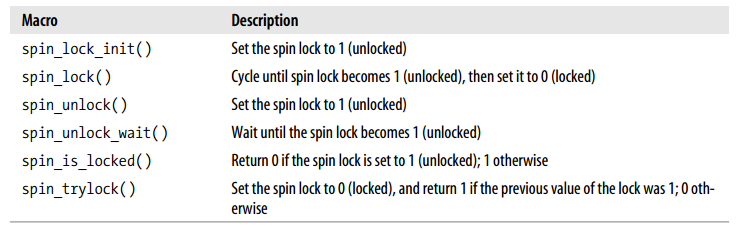 Macro Description
spin_lock_init() Set the spin lock to 1 (unlocked)
spin_lock() Cycle until spin lock becomes 1 (unlocked), then set it to 0 (locked)
spin_unlock() Set the spin lock to 1 (unlocked)
spin_unlock_wait() Wait until the spin lock becomes 1 (unlocked)
spin_is_locked() Return 0 if the spin lock is set to 1 (unlocked); 1 otherwise
spin_trylock() Set the spin lock to 0 (locked), and return 1 if the previous value of the lock was 1; 0 oth-
erwise